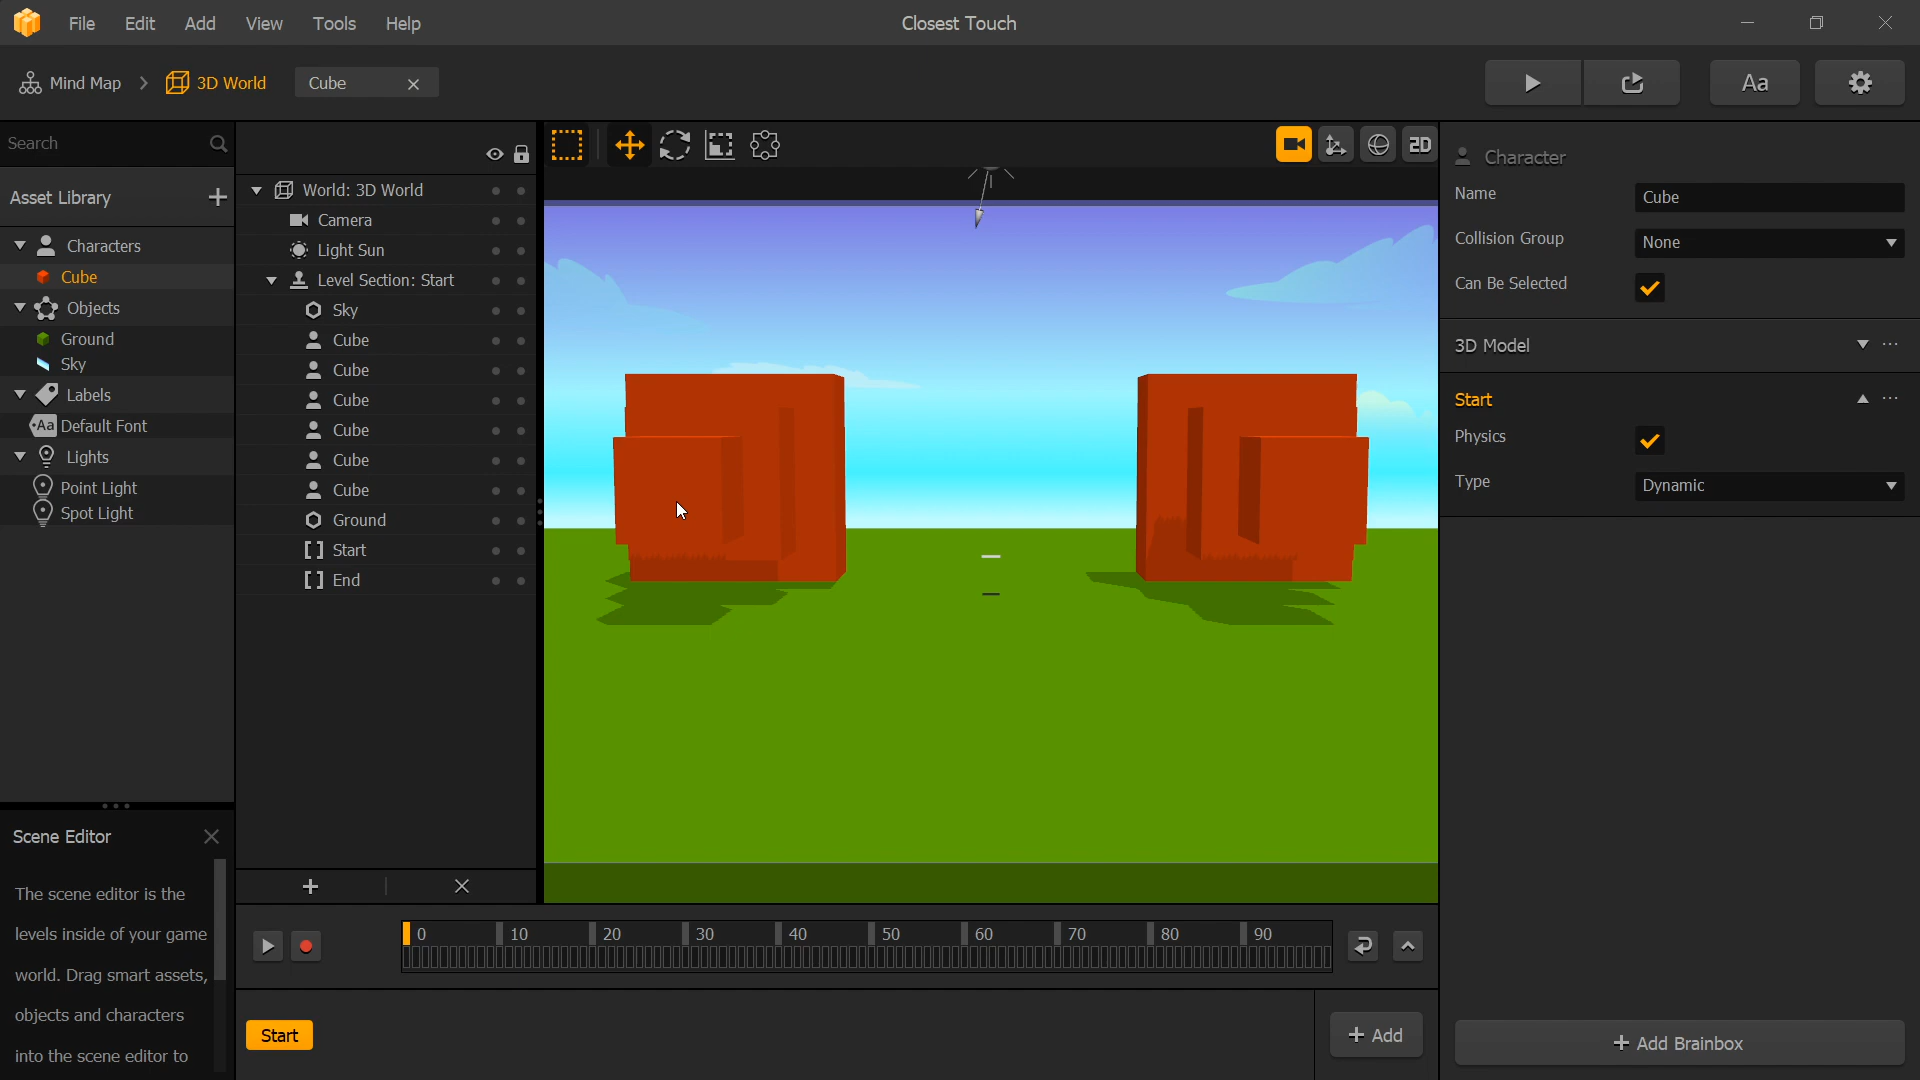 File Edit Add View Tools Help
Closest Touch
Mind Map 3D World Cube
Aa
Search
Asset Library
Characters
Cube
Objects
Ground
Sky
Labels
Aa Default Font
Lights
Point Light
Spot Light
Scene Editor
The scene editor is the
levels inside of your game
world. Drag smart assets,
objects and characters
into the scene editor to
World: 3D World
Camera
Light Sun
Level Section: Start
Sky
Cube
Cube
Cube
Cube
Cube
Cube
Ground
Start
End
2D
0 10 20 30 40 50 60 70 80 90
Start
Add
Character
Name Cube
Collision Group None
Can Be Selected
3D Model
Start
Physics
Type Dynamic
Add Brainbox